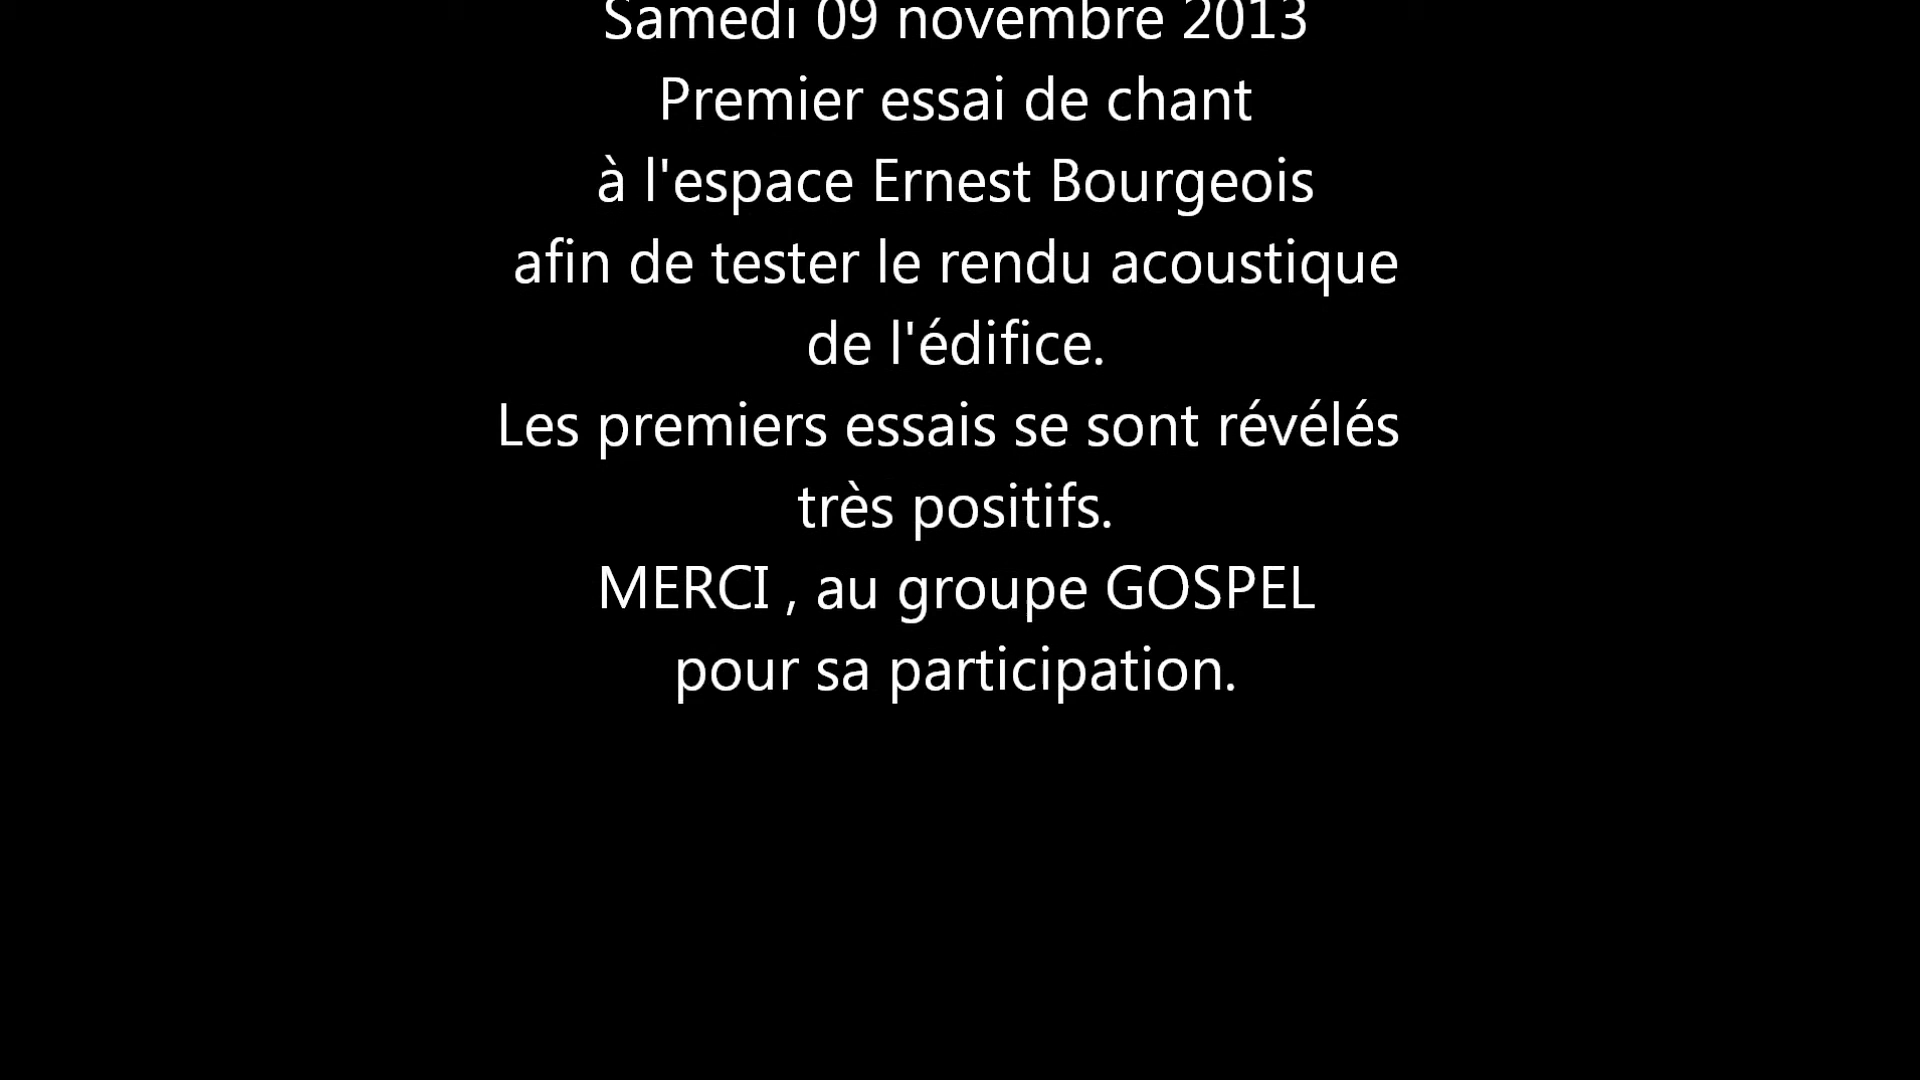 Samedi 09 novembre 2013
Premier essai de chant
à l'espace Ernest Bourgeois
afin de tester le rendu acoustique
de l'édifice.
Les premiers essais se sont révélés
très positifs.
MERCI , au groupe GOSPEL
pour sa participation.